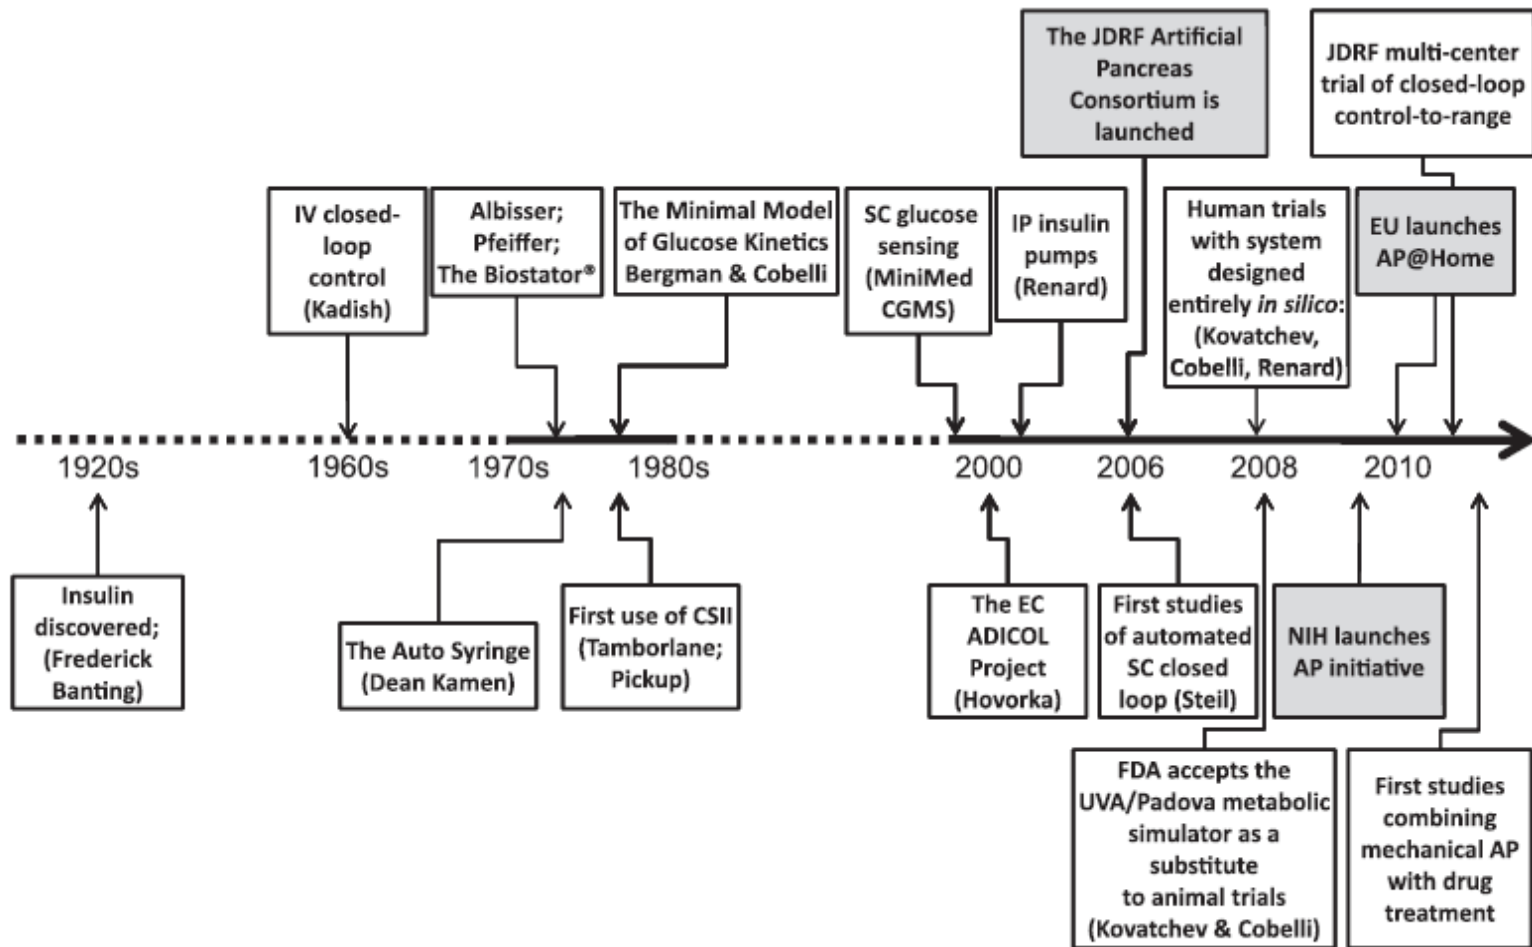 The JDRF Artificial
Pancreas
Consortium is
launched
JDRF multi-center
trial of closed-loop
control-to-range
IV closed-
loop
control
(Kadish)
Albisser;
Pfeiffer;
The Biostator®
The Minimal Model
of Glucose Kinetics
Bergman & Cobelli
SC glucose
sensing
(MiniMed
CGMS)
IP insulin
pumps
(Renard)
Human trials
with system
designed
entirely in silico:
(Kovatchev,
Cobelli, Renard)
EU launches
AP@Home
1920s
1960s
1970s
1980s
2000
2006
2008
2010
Insulin
discovered;
(Frederick
Banting)
The Auto Syringe
(Dean Kamen)
First use of CSII
(Tamborlane;
Pickup)
The EC
ADICOL
Project
(Hovorka)
First studies
of automated
SC closed
loop (Steil)
NIH launches
AP initiative
FDA accepts the
UVA/Padova metabolic
simulator as a
substitute
to animal trials
(Kovatchev & Cobelli)
First studies
combining
mechanical AP
with drug
treatment